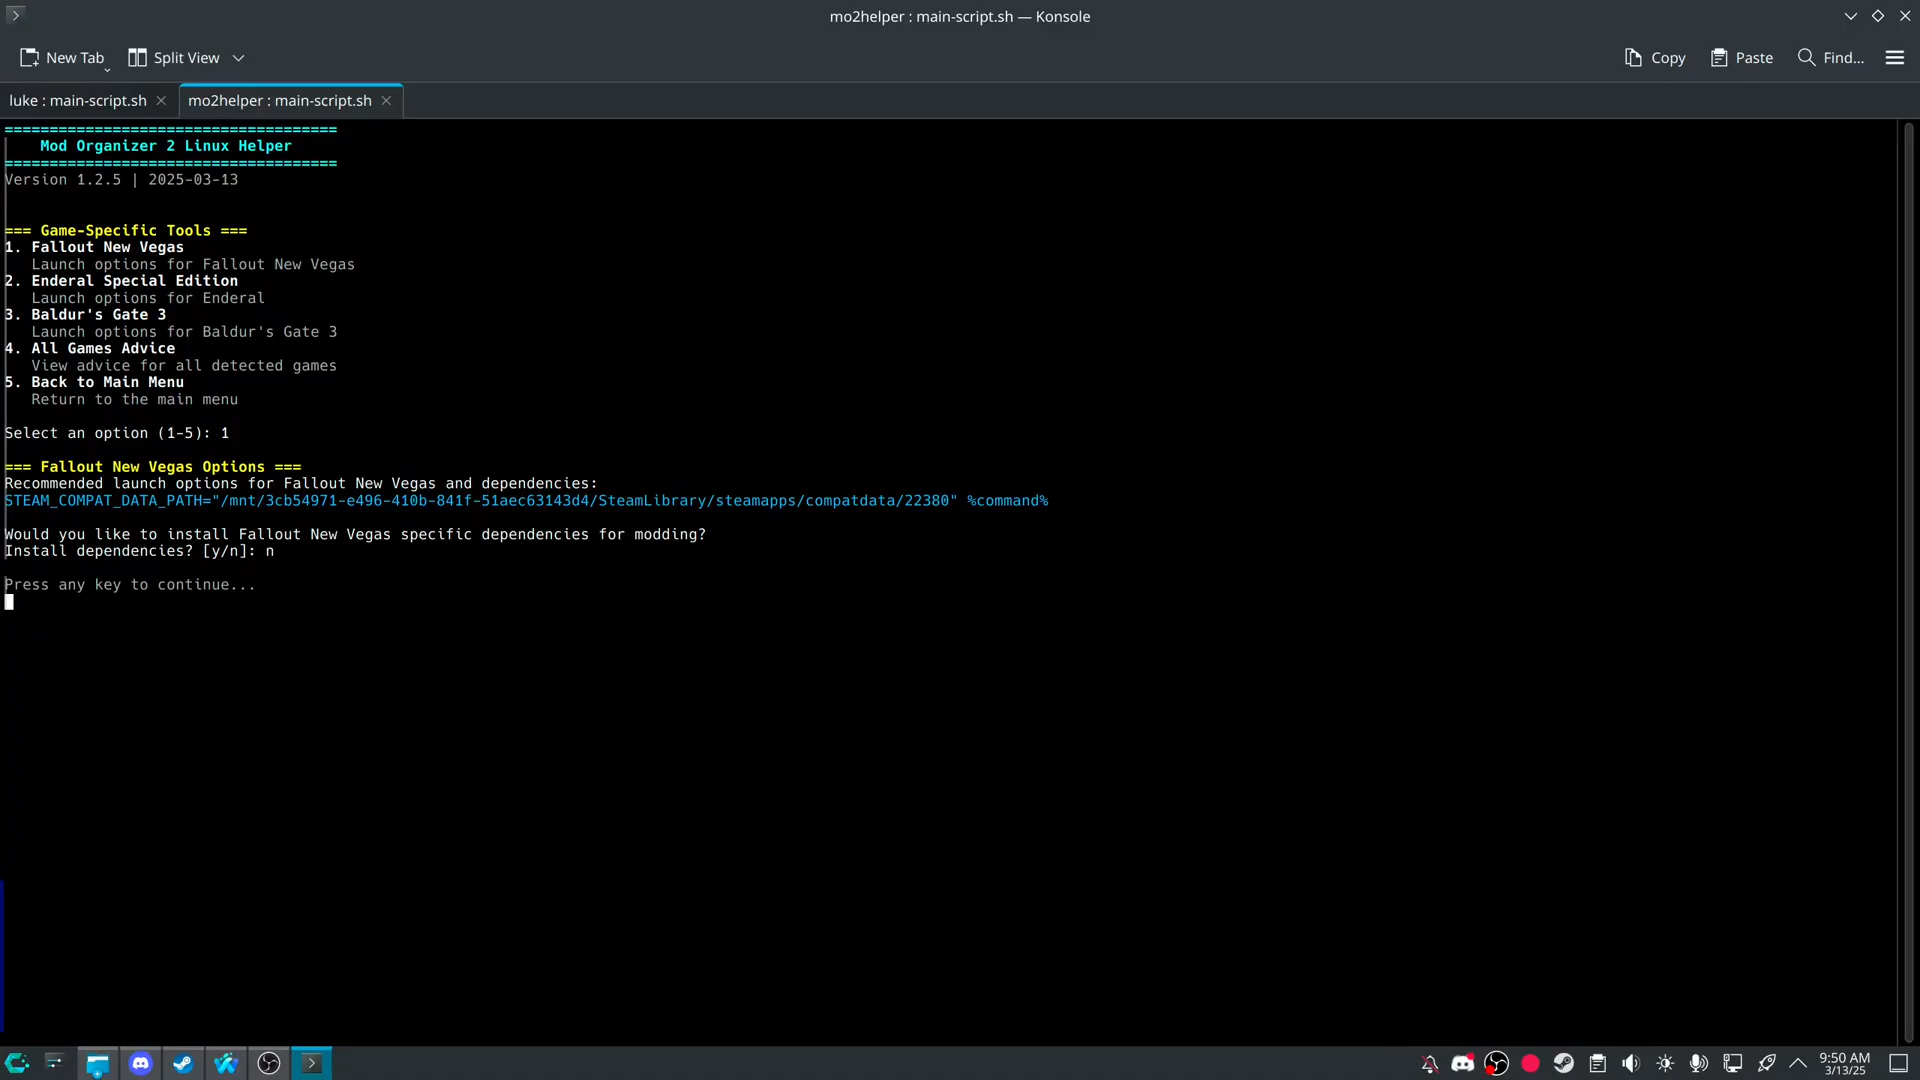 mo2helper : main-script.sh — Konsole
New Tab
Split View
Copy
Paste
Find...
luke : main-script.sh
mo2helper : main-script.sh
=====================================
Mod Organizer 2 Linux Helper
=====================================
Version 1.2.5 | 2025-03-13
=== Game-Specific Tools ===
1. Fallout New Vegas
Launch options for Fallout New Vegas
2. Enderal Special Edition
Launch options for Enderal
3. Baldur's Gate 3
Launch options for Baldur's Gate 3
4. All Games Advice
View advice for all detected games
5. Back to Main Menu
Return to the main menu
Select an option (1-5): 1
=== Fallout New Vegas Options ===
Recommended launch options for Fallout New Vegas and dependencies:
STEAM_COMPAT_DATA_PATH="/mnt/3cb54971-e496-410b-841f-51aec63143d4/SteamLibrary/steamapps/compatdata/22380" %command%
Would you like to install Fallout New Vegas specific dependencies for modding?
Install dependencies? [y/n]: n
Press any key to continue...
9:50 AM
3/13/25